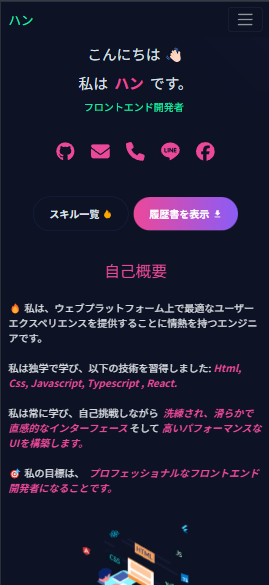 ハン
こんにちは 👋🏻
私は ハン です。
フロントエンド開発者
LINE
スキル一覧 🔥
履歴書を表示
自己概要
🔥 私は、ウェブプラットフォーム上で最適なユーザー
エクスペリエンスを提供することに情熱を持つエンジニ
アです。
私は独学で学び、以下の技術を習得しました: Html,
Css, Javascript, Typescript , React.
私は常に学び、自己挑戦しながら 洗練され、滑らかで
直感的なインターフェース そして 高いパフォーマンスな
UIを構築します。
🎯 私の目標は、 プロフェッショナルなフロントエンド
開発者になることです。
HTML
CSS
JS